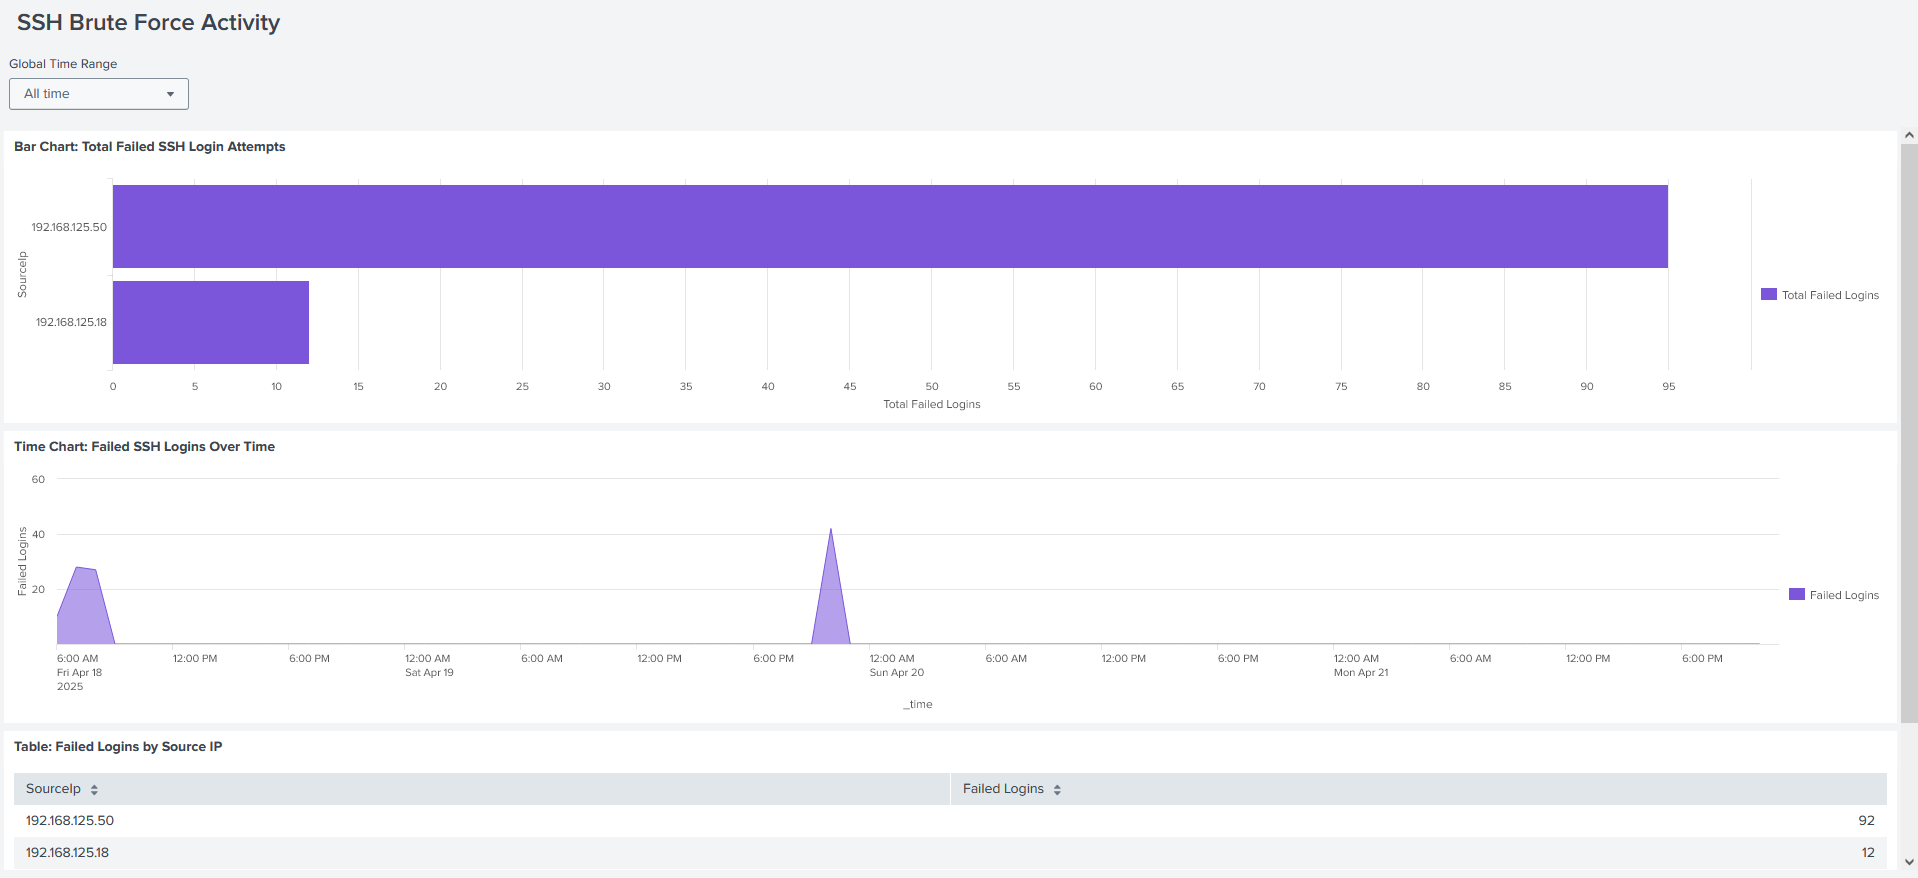 SSH Brute Force Activity
Global Time Range
All time
Bar Chart: Total Failed SSH Login Attempts
192.168.125.50
SourceIp
192.168.125.18
Total Failed Logins
0 5 10 15 20 25 30 35 40 45 50 55 60 65 70 75 80 85 90 95
Total Failed Logins
Time Chart: Failed SSH Logins Over Time
60
40
20
Failed Logins
Failed Logins
6:00 AM 12:00 PM 6:00 PM 12:00 AM 6:00 AM 12:00 PM 6:00 PM 12:00 AM 6:00 AM 12:00 PM 6:00 PM 12:00 AM 6:00 AM 12:00 PM 6:00 PM
Fri Apr 18 Sat Apr 19 Sun Apr 20 Mon Apr 21
2025
_time
Table: Failed Logins by Source IP
SourceIp Failed Logins
192.168.125.50 92
192.168.125.18 12